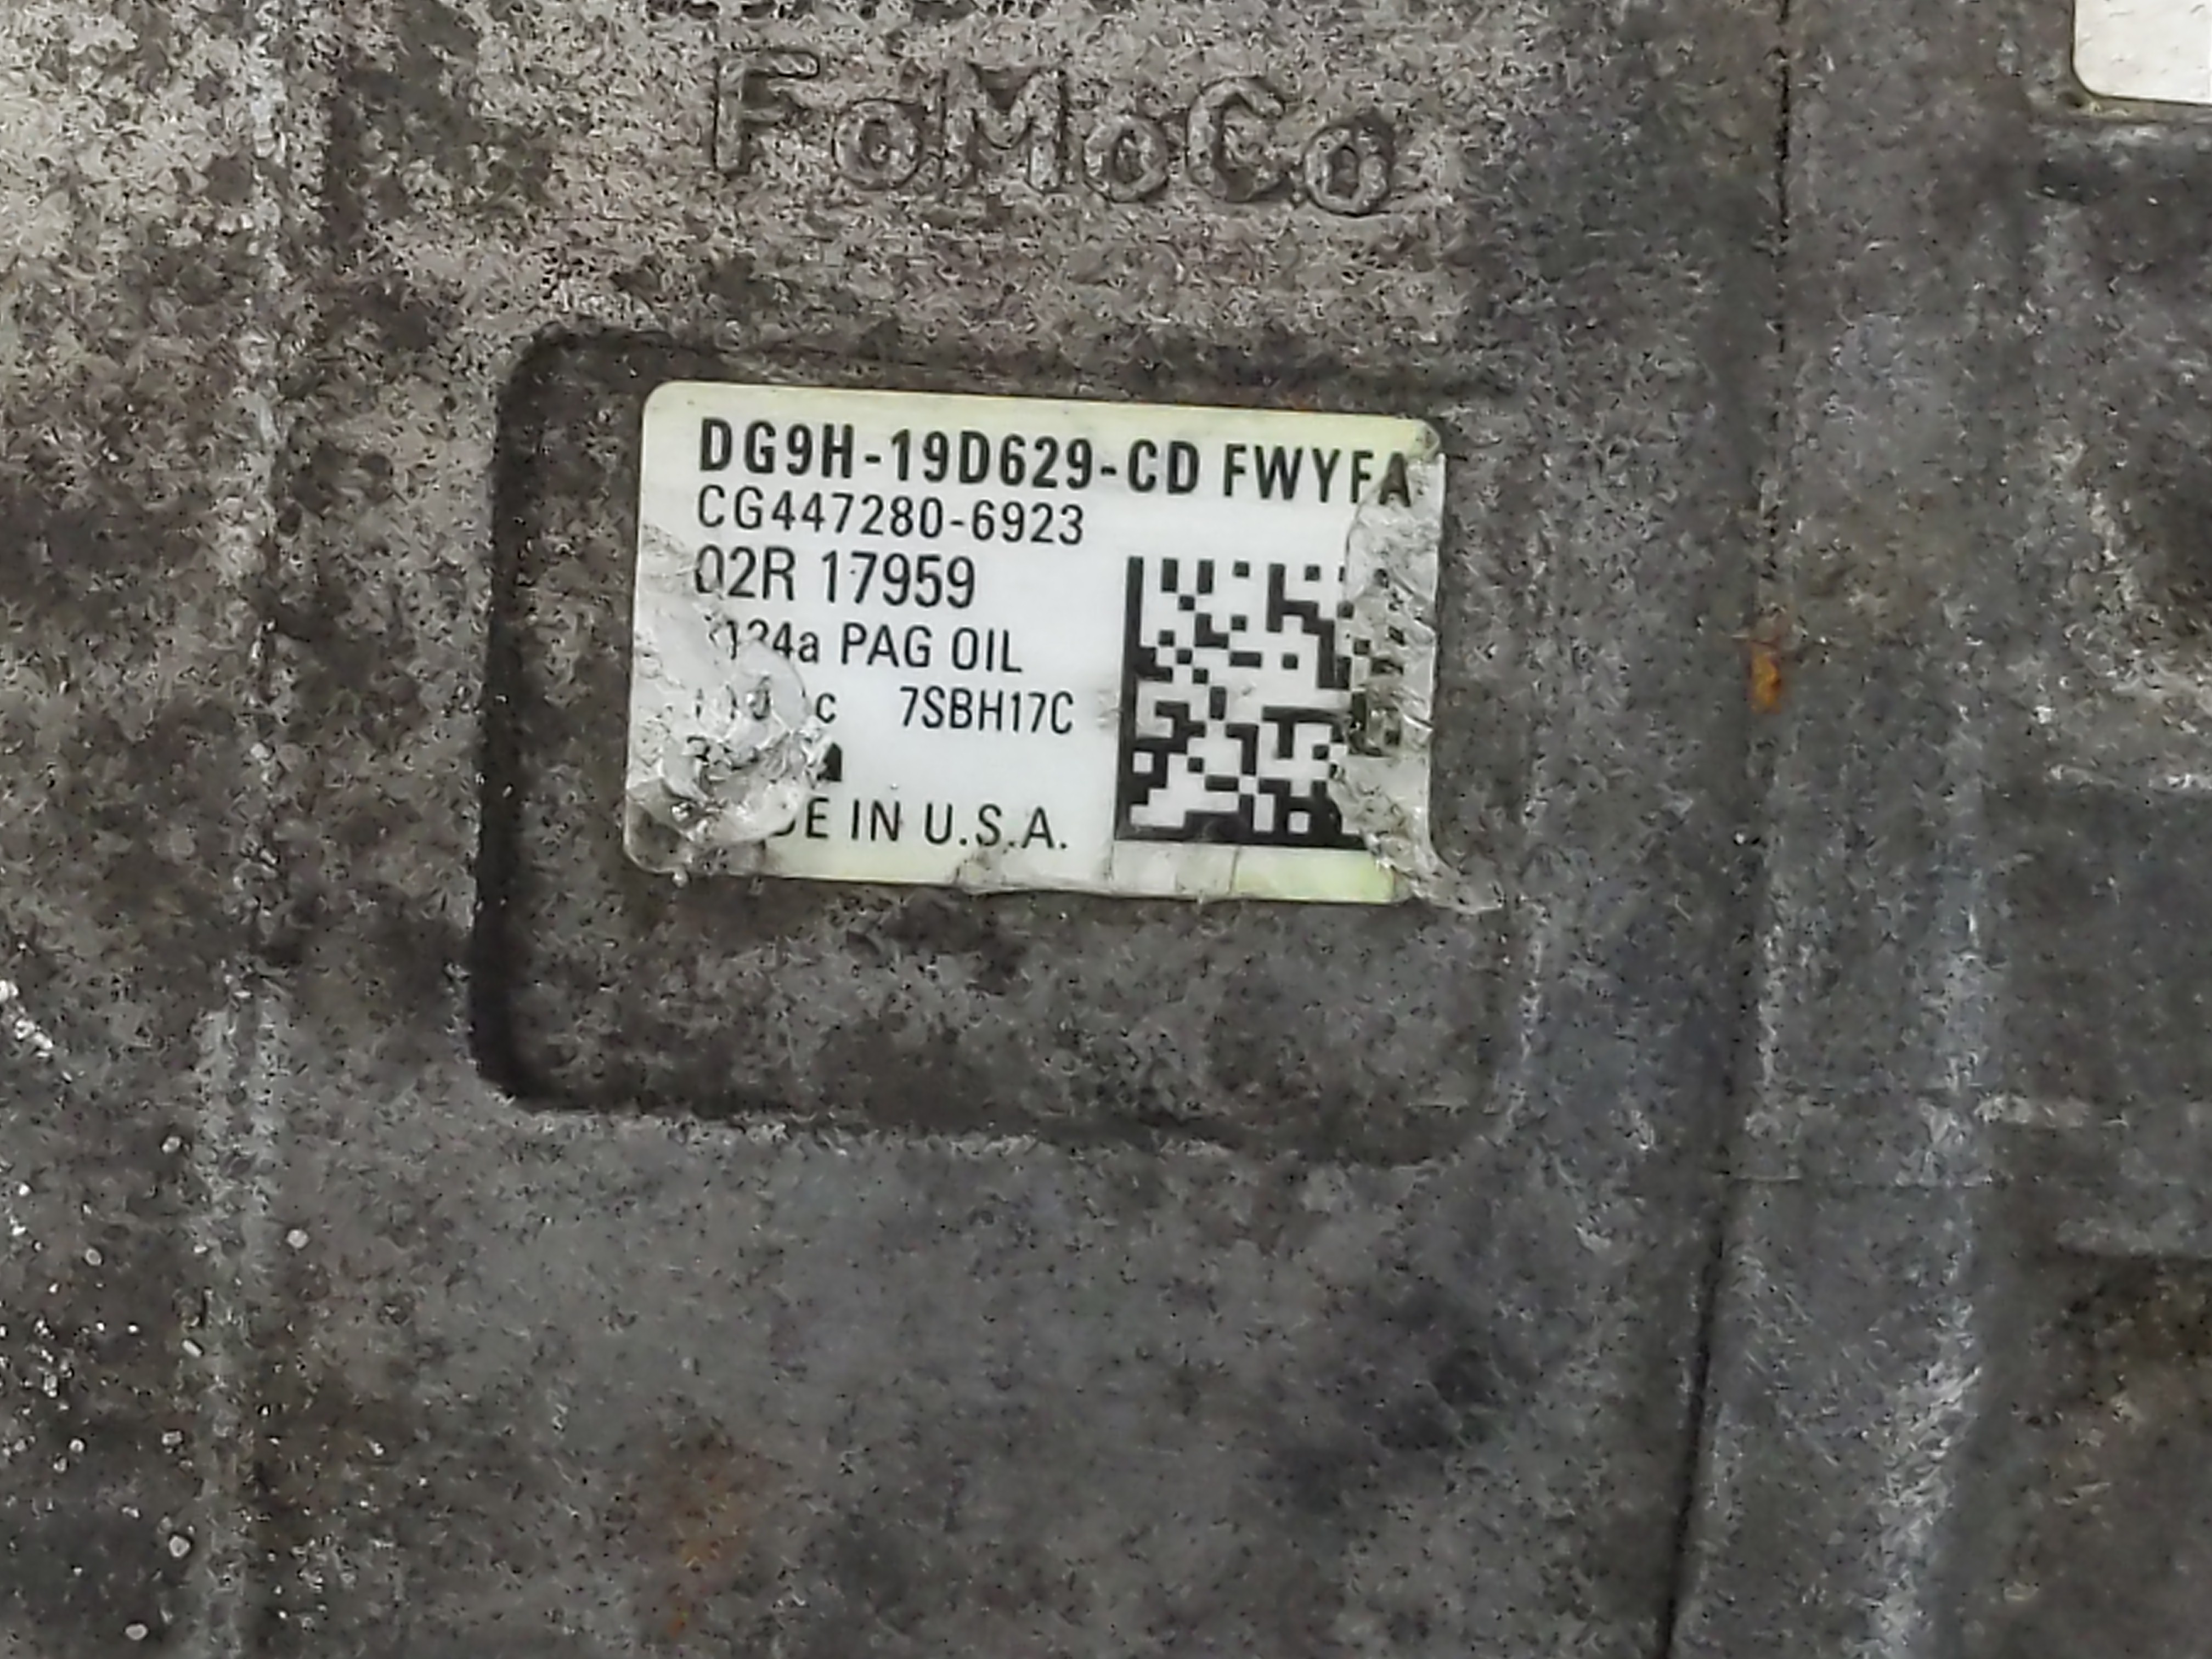 FoMoCo
DG9H-19D629-CD FWYFA
CG447280-6923
02R 17959
PAG OIL
7SBH17C
IN U.S.A.